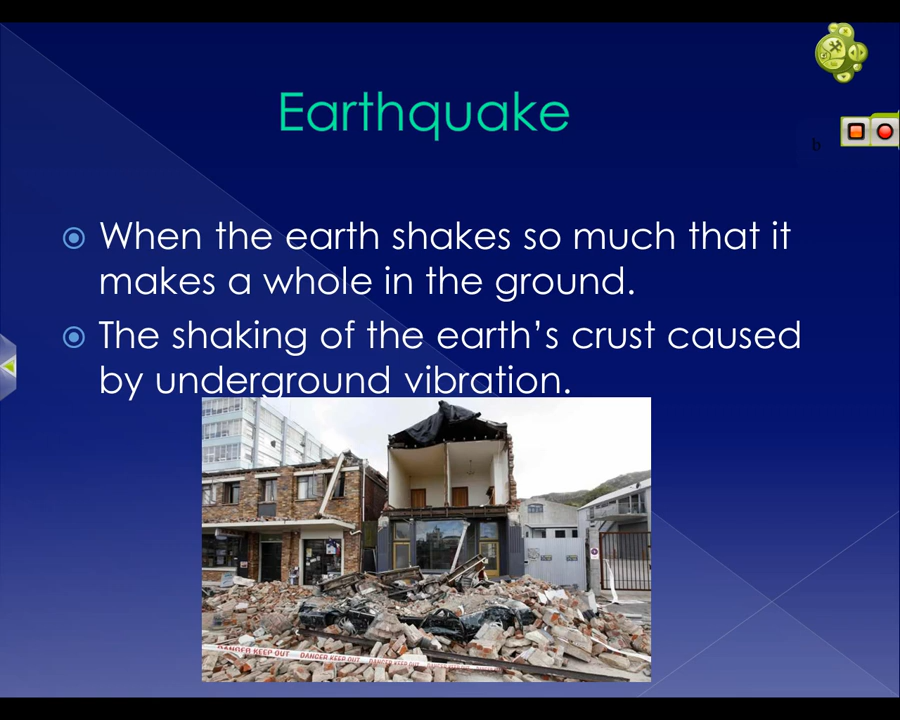 Earthquake
b
When the earth shakes so much that it
makes a whole in the ground.
The shaking of the earth's crust caused
by underground vibration.
DANGER KEEP OUT DANGER KEEP OUT DANGER KEEP OUT